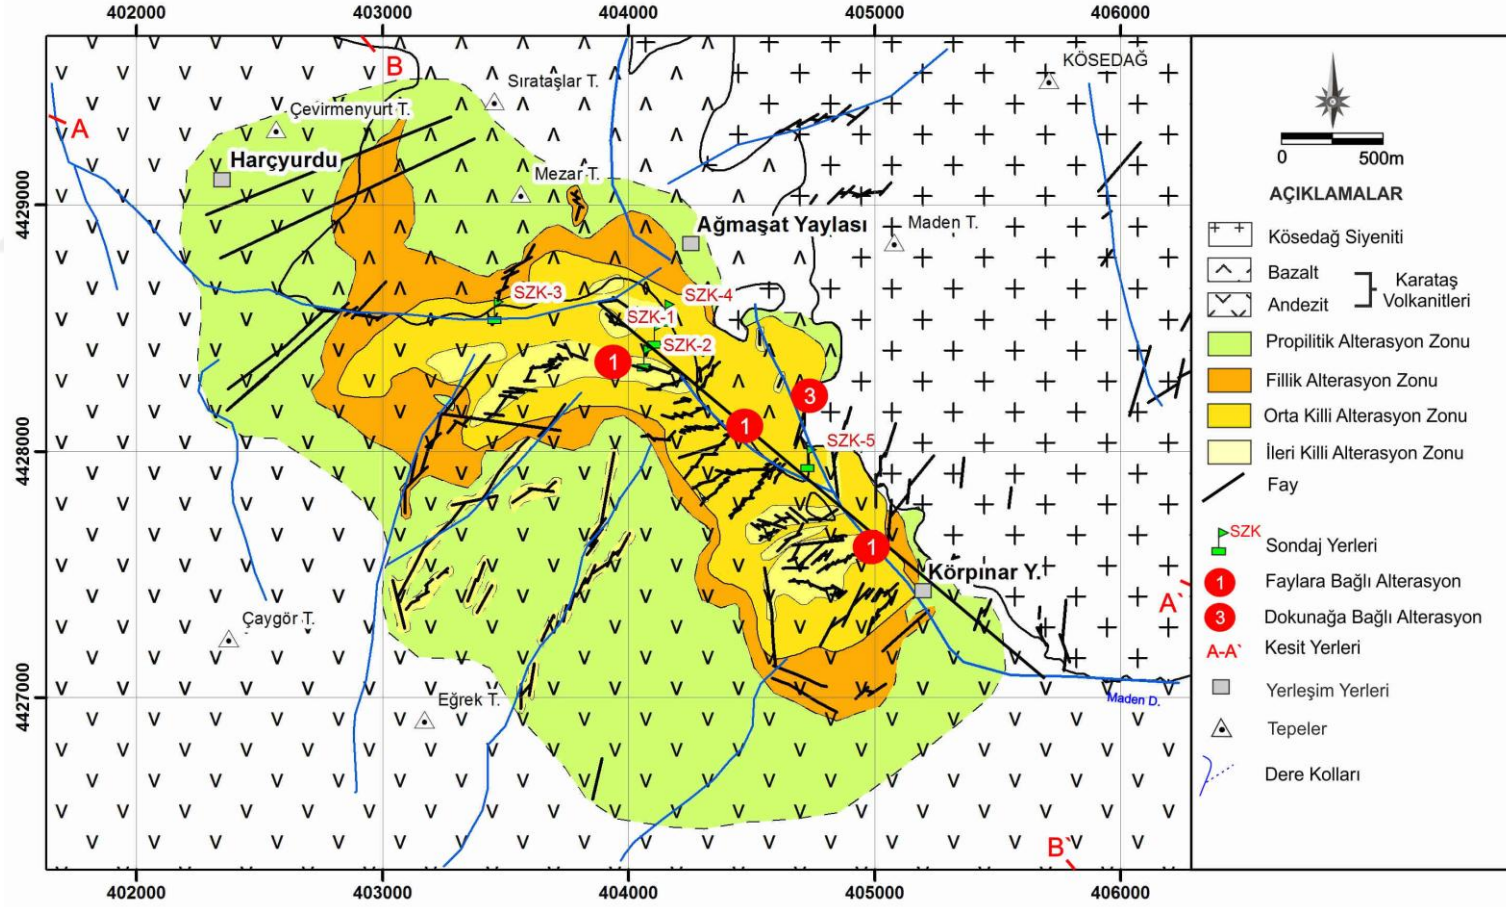 402000 403000 404000 405000 406000
B
KÖSEDAĞ
Sırataşlar T.
Çevirmenyurt T.
A
Harçyurdu
Mezar T.
4429000
Ağmaşat Yaylası
Maden T.
SZK-3
SZK-4
SZK-1
SZK-2
1
3
1
SZK-5
4428000
1
Körpınar Y.
A`
Çaygör T.
Eğrek T.
4427000
Maden D.
B`
402000 403000 404000 405000 406000
0 500m
AÇIKLAMALAR
Kösedağ Siyeniti
Bazalt
Andezit
Karataş
Volkanitleri
Propilitik Alterasyon Zonu
Fillik Alterasyon Zonu
Orta Killi Alterasyon Zonu
İleri Killi Alterasyon Zonu
Fay
SZK
Sondaj Yerleri
1 Faylara Bağlı Alterasyon
3 Dokunağa Bağlı Alterasyon
A-A` Kesit Yerleri
Yerleşim Yerleri
Tepeler
Dere Kolları